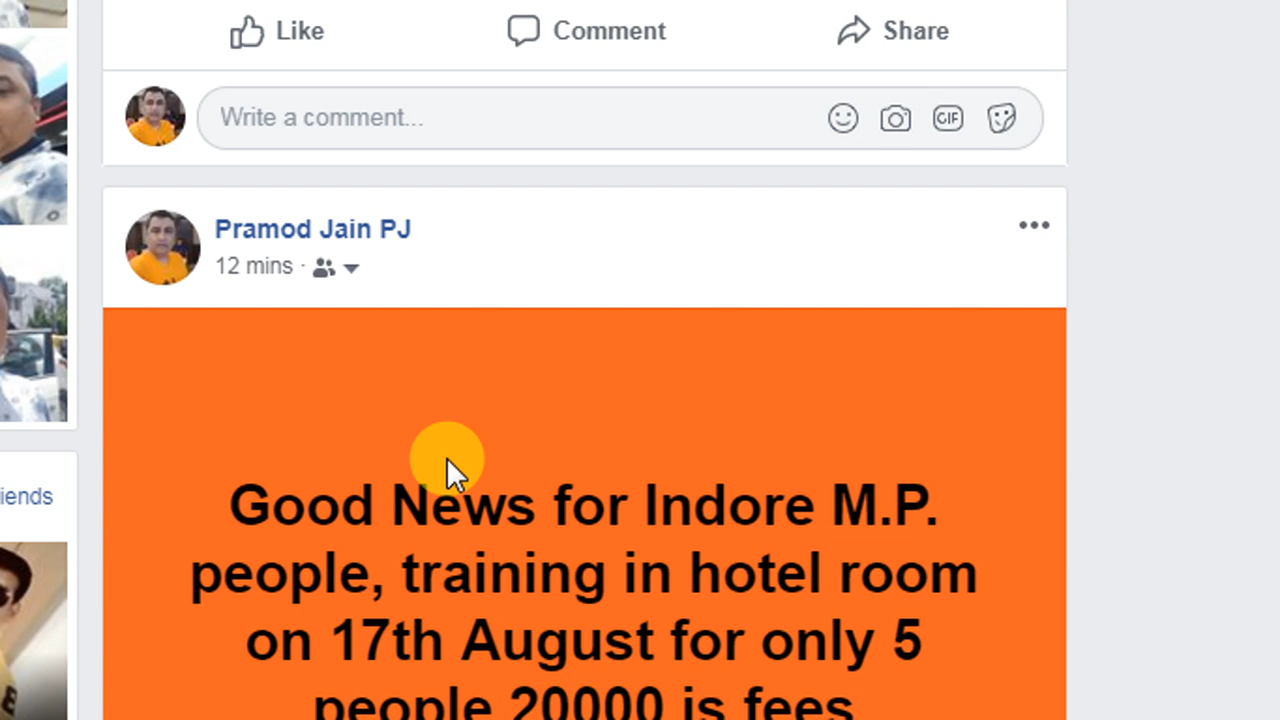 Like
Comment
Share
Write a comment...
GIF
Pramod Jain PJ
12 mins ·
iends
Good News for Indore M.P.
people, training in hotel room
on 17th August for only 5
people 20000 is fees